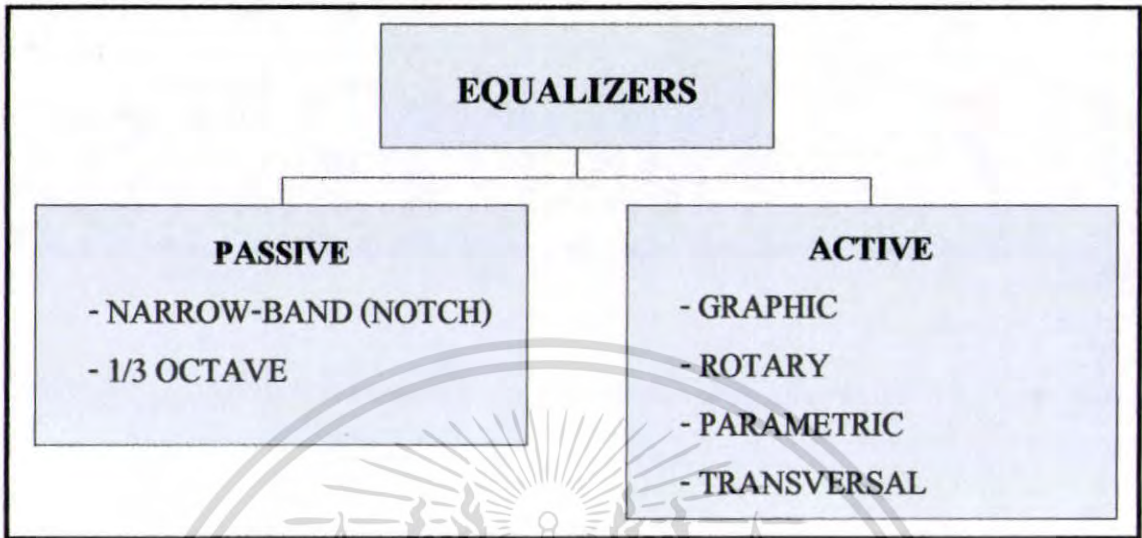 EQUALIZERS
PASSIVE
- NARROW-BAND (NOTCH)
- 1/3 OCTAVE
ACTIVE
- GRAPHIC
- ROTARY
- PARAMETRIC
- TRANSVERSAL